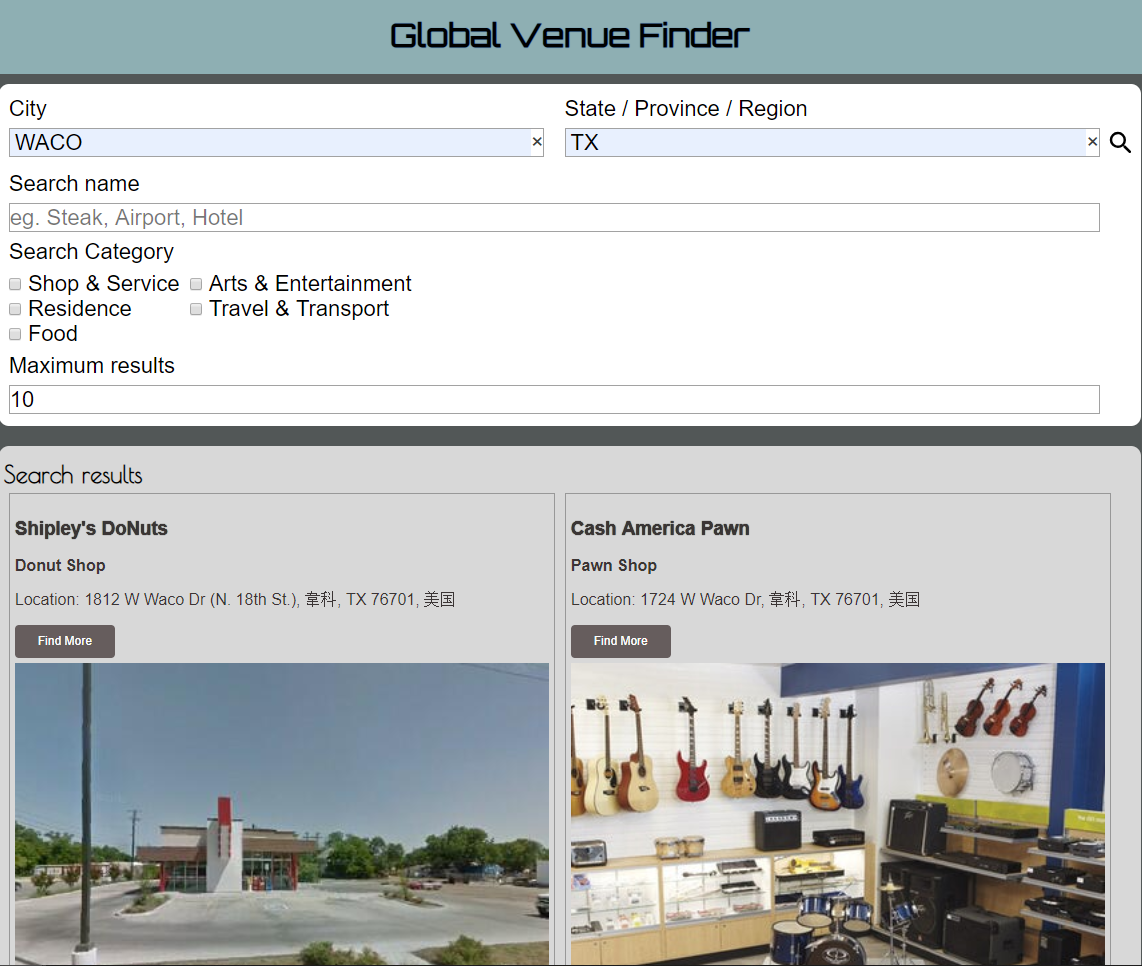 Global Venue Finder
City
State / Province / Region
WACO ×
TX ×
Search name
eg. Steak, Airport, Hotel
Search Category
Shop & Service
Arts & Entertainment
Residence
Travel & Transport
Food
Maximum results
10
Search results
Shipley's DoNuts
Donut Shop
Location: 1812 W Waco Dr (N. 18th St.), 韋科, TX 76701, 美国
Find More
Cash America Pawn
Pawn Shop
Location: 1724 W Waco Dr, 韋科, TX 76701, 美国
Find More